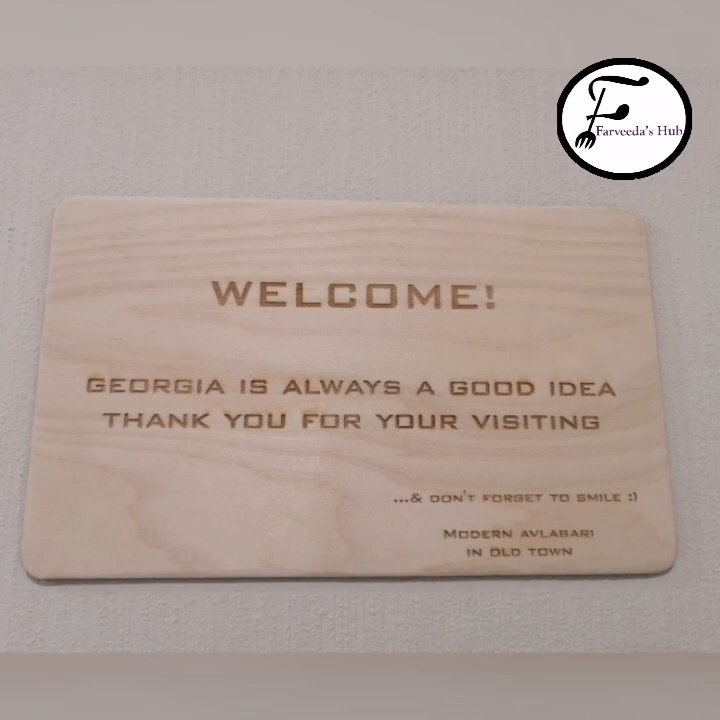 Farveeda's Hub
WELCOME!
GEORGIA IS ALWAYS A GOOD IDEA
THANK YOU FOR YOUR VISITING
...& DON'T FORGET TO SMILE :)
MODERN AVLABARI
IN OLD TOWN